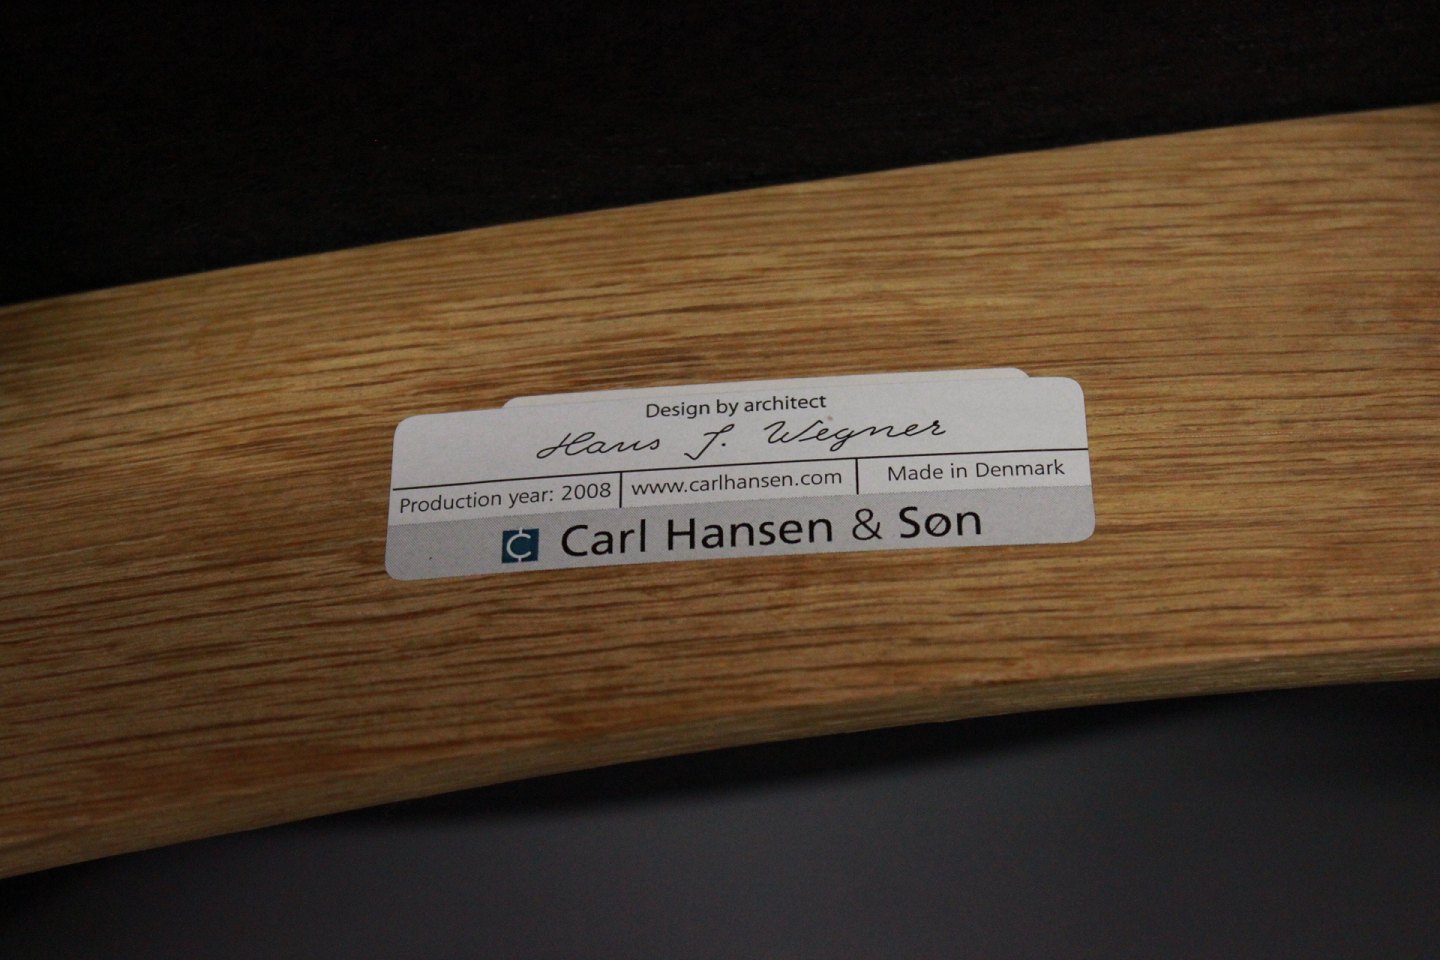 Design by architect
Hans J. Wegner
Production year: 2008 www.carlhansen.com Made in Denmark
C Carl Hansen & Søn